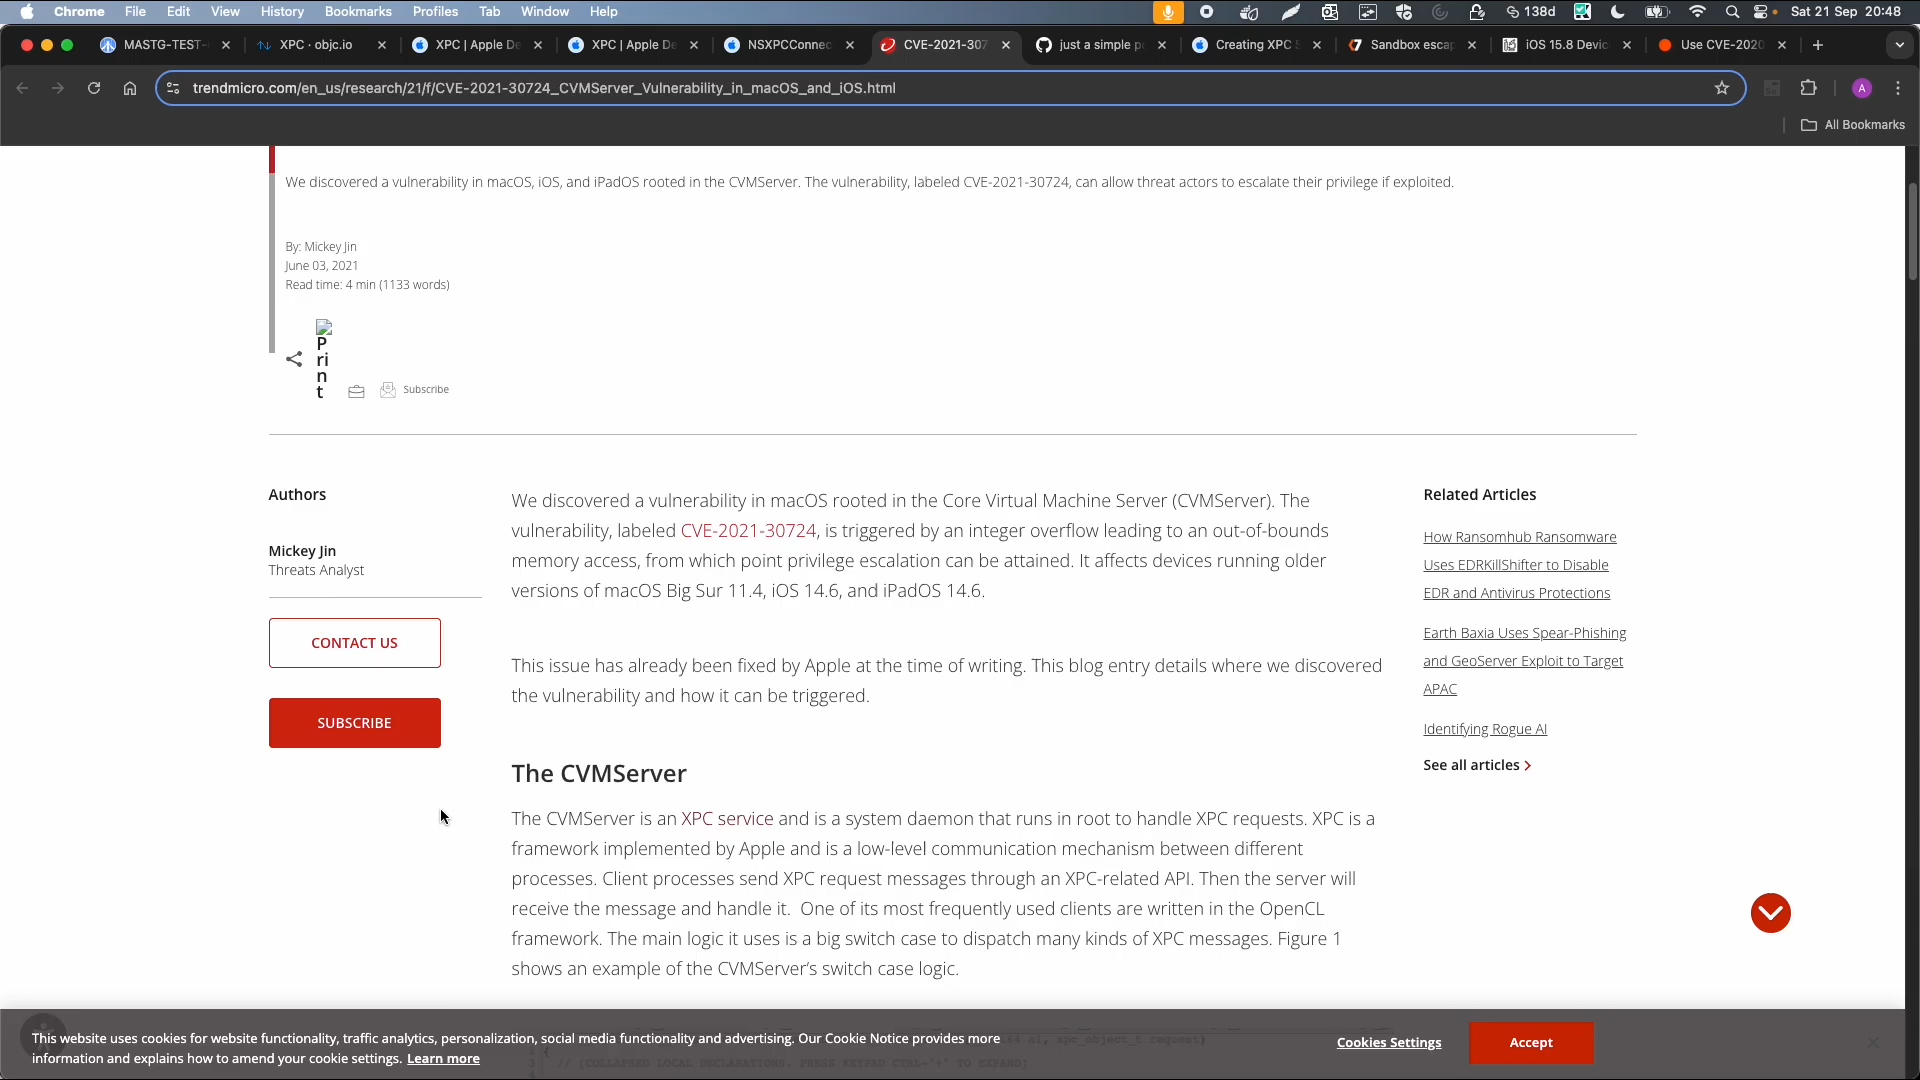 Chrome File Edit View History Bookmarks Profiles Tab Window Help 138d Sat 21 Sep 20:48
MASTG-TEST- XPC · objc.io XPC | Apple De XPC | Apple De NSXPCConnec CVE-2021-307 just a simple p Creating XPC S Sandbox escap iOS 15.8 Devic Use CVE-2020
trendmicro.com/en_us/research/21/f/CVE-2021-30724_CVMServer_Vulnerability_in_macOS_and_iOS.html A
All Bookmarks
We discovered a vulnerability in macOS, iOS, and iPadOS rooted in the CVMServer. The vulnerability, labeled CVE-2021-30724, can allow threat actors to escalate their privilege if exploited.
By: Mickey Jin
June 03, 2021
Read time: 4 min (1133 words)
P
ri
n
t
Subscribe
Authors
Mickey Jin
Threats Analyst
CONTACT US
SUBSCRIBE
We discovered a vulnerability in macOS rooted in the Core Virtual Machine Server (CVMServer). The
vulnerability, labeled CVE-2021-30724, is triggered by an integer overflow leading to an out-of-bounds
memory access, from which point privilege escalation can be attained. It affects devices running older
versions of macOS Big Sur 11.4, iOS 14.6, and iPadOS 14.6.
This issue has already been fixed by Apple at the time of writing. This blog entry details where we discovered
the vulnerability and how it can be triggered.
The CVMServer
The CVMServer is an XPC service and is a system daemon that runs in root to handle XPC requests. XPC is a
framework implemented by Apple and is a low-level communication mechanism between different
processes. Client processes send XPC request messages through an XPC-related API. Then the server will
receive the message and handle it.  One of its most frequently used clients are written in the OpenCL
framework. The main logic it uses is a big switch case to dispatch many kinds of XPC messages. Figure 1
shows an example of the CVMServer's switch case logic.
Related Articles
How Ransomhub Ransomware
Uses EDRKillShifter to Disable
EDR and Antivirus Protections
Earth Baxia Uses Spear-Phishing
and GeoServer Exploit to Target
APAC
Identifying Rogue AI
See all articles
This website uses cookies for website functionality, traffic analytics, personalization, social media functionality and advertising. Our Cookie Notice provides more
information and explains how to amend your cookie settings. Learn more
Cookies Settings
Accept
a1, xpc_object_t request)
// [COLLAPSED LOCAL DECLARATIONS. PRESS KEYPAD CTRL-"+" TO EXPAND]